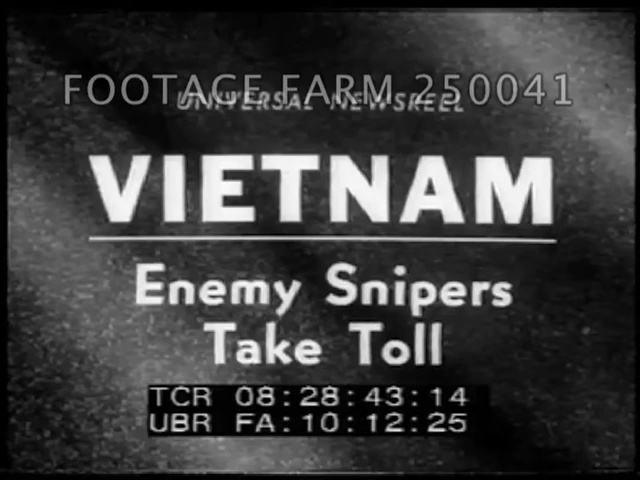 FOOTAGE FARM 250041
UNIVERSAL NEWSREEL
VIETNAM
Enemy Snipers
Take Toll
TCR 08:28:43:14
UBR FA:10:12:25